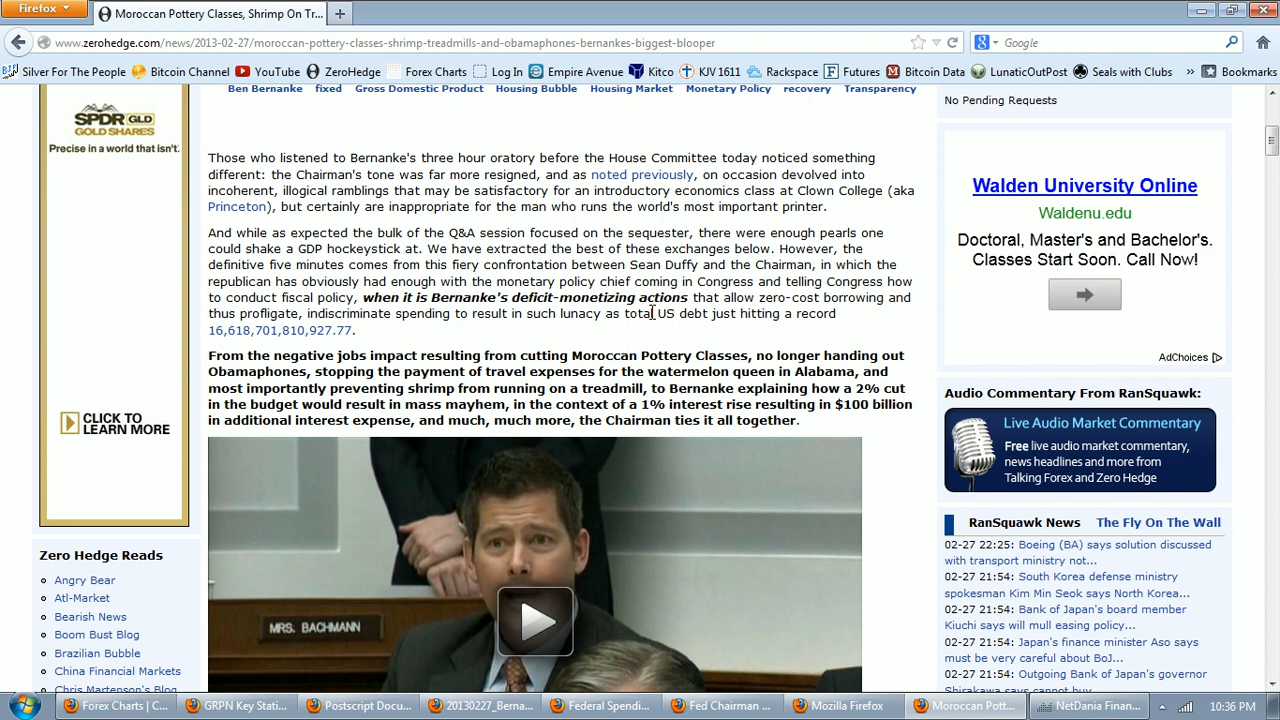 Firefox
Moroccan Pottery Classes, Shrimp On Tr...
www.zerohedge.com/news/2013-02-27/moroccan-pottery-classes-shrimp-treadmills-and-obamaphones-bernankes-biggest-blooper
Google
Silver For The People
Bitcoin Channel
YouTube
ZeroHedge
Forex Charts
Log In
Empire Avenue
Kitco
KJV 1611
Rackspace
Futures
Bitcoin Data
LunaticOutPost
Seals with Clubs
»
Bookmarks
SPDR GLD
GOLD SHARES
Precise in a world that isn't.
CLICK TO
LEARN MORE
Zero Hedge Reads
Angry Bear
Atl-Market
Bearish News
Boom Bust Blog
Brazilian Bubble
China Financial Markets
Chris Martenson's Blog
Ben Bernanke fixed Gross Domestic Product Housing Bubble Housing Market Monetary Policy recovery Transparency
Those who listened to Bernanke's three hour oratory before the House Committee today noticed something
different: the Chairman's tone was far more resigned, and as noted previously, on occasion devolved into
incoherent, illogical ramblings that may be satisfactory for an introductory economics class at Clown College (aka
Princeton), but certainly are inappropriate for the man who runs the world's most important printer.
And while as expected the bulk of the Q&A session focused on the sequester, there were enough pearls one
could shake a GDP hockeystick at. We have extracted the best of these exchanges below. However, the
definitive five minutes comes from this fiery confrontation between Sean Duffy and the Chairman, in which the
republican has obviously had enough with the monetary policy chief coming in Congress and telling Congress how
to conduct fiscal policy, when it is Bernanke's deficit-monetizing actions that allow zero-cost borrowing and
thus profligate, indiscriminate spending to result in such lunacy as total US debt just hitting a record
16,618,701,810,927.77.
From the negative jobs impact resulting from cutting Moroccan Pottery Classes, no longer handing out
Obamaphones, stopping the payment of travel expenses for the watermelon queen in Alabama, and
most importantly preventing shrimp from running on a treadmill, to Bernanke explaining how a 2% cut
in the budget would result in mass mayhem, in the context of a 1% interest rise resulting in $100 billion
in additional interest expense, and much, much more, the Chairman ties it all together.
MRS. BACHMANN
No Pending Requests
Walden University Online
Waldenu.edu
Doctoral, Master's and Bachelor's.
Classes Start Soon. Call Now!
AdChoices
Audio Commentary From RanSquawk:
Live Audio Market Commentary
Free live audio market commentary,
news headlines and more from
Talking Forex and Zero Hedge
RanSquawk News The Fly On The Wall
02-27 22:25: Boeing (BA) says solution discussed
with transport ministry not...
02-27 21:54: South Korea defense ministry
spokesman Kim Min Seok says North Korea...
02-27 21:54: Bank of Japan's board member
Kiuchi says will mull easing policy...
02-27 21:54: Japan's finance minister Aso says
must be very careful about BoJ...
02-27 21:54: Outgoing Bank of Japan's governor
Shirakawa says cannot buy
Forex Charts | C...
GRPN Key Stati...
Postscript Docu...
20130227_Berna...
Federal Spendi...
Fed Chairman ...
Mozilla Firefox
Moroccan Pott...
NetDania Finan...
10:36 PM